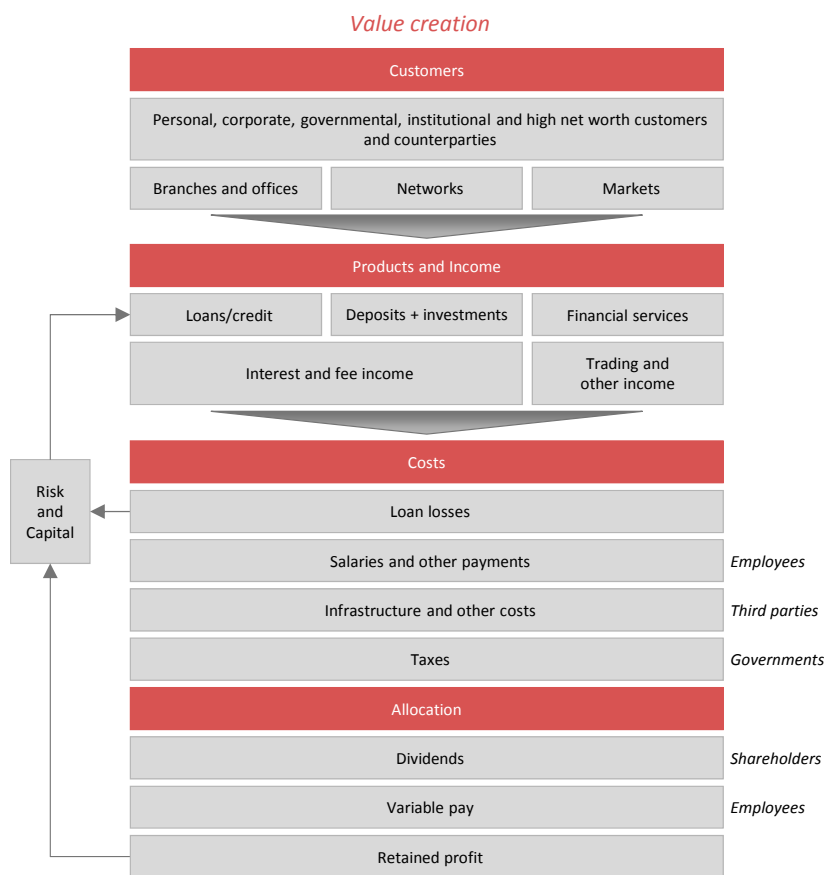 Value creation
Customers
Personal, corporate, governmental, institutional and high net worth customers
and counterparties
Branches and offices
Networks
Markets
Products and Income
Loans/credit
Deposits + investments
Financial services
Interest and fee income
Trading and
other income
Costs
Risk
and
Capital
Loan losses
Salaries and other payments
Employees
Infrastructure and other costs
Third parties
Taxes
Governments
Allocation
Dividends
Shareholders
Variable pay
Employees
Retained profit